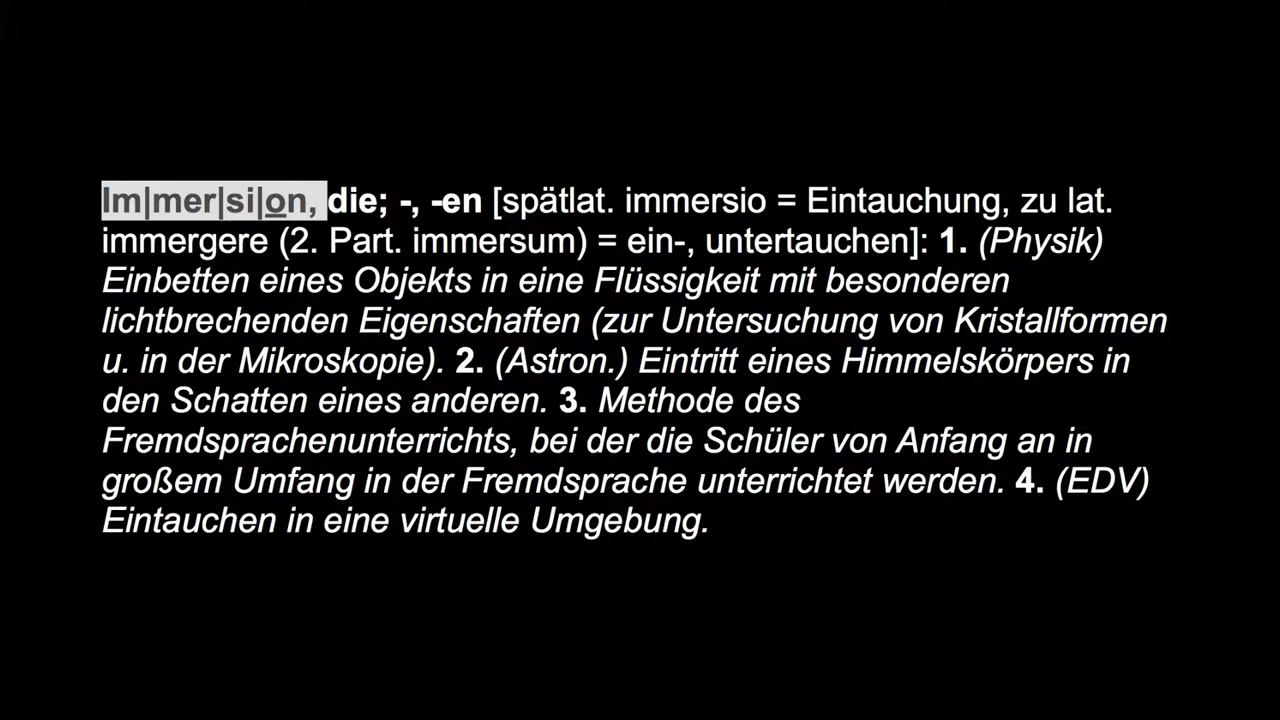 Im|mer|si|on, die; -, -en [spätlat. immersio = Eintauchung, zu lat.
immergere (2. Part. immersum) = ein-, untertauchen]: 1. (Physik)
Einbetten eines Objekts in eine Flüssigkeit mit besonderen
lichtbrechenden Eigenschaften (zur Untersuchung von Kristallformen
u. in der Mikroskopie). 2. (Astron.) Eintritt eines Himmelskörpers in
den Schatten eines anderen. 3. Methode des
Fremdsprachenunterrichts, bei der die Schüler von Anfang an in
großem Umfang in der Fremdsprache unterrichtet werden. 4. (EDV)
Eintauchen in eine virtuelle Umgebung.